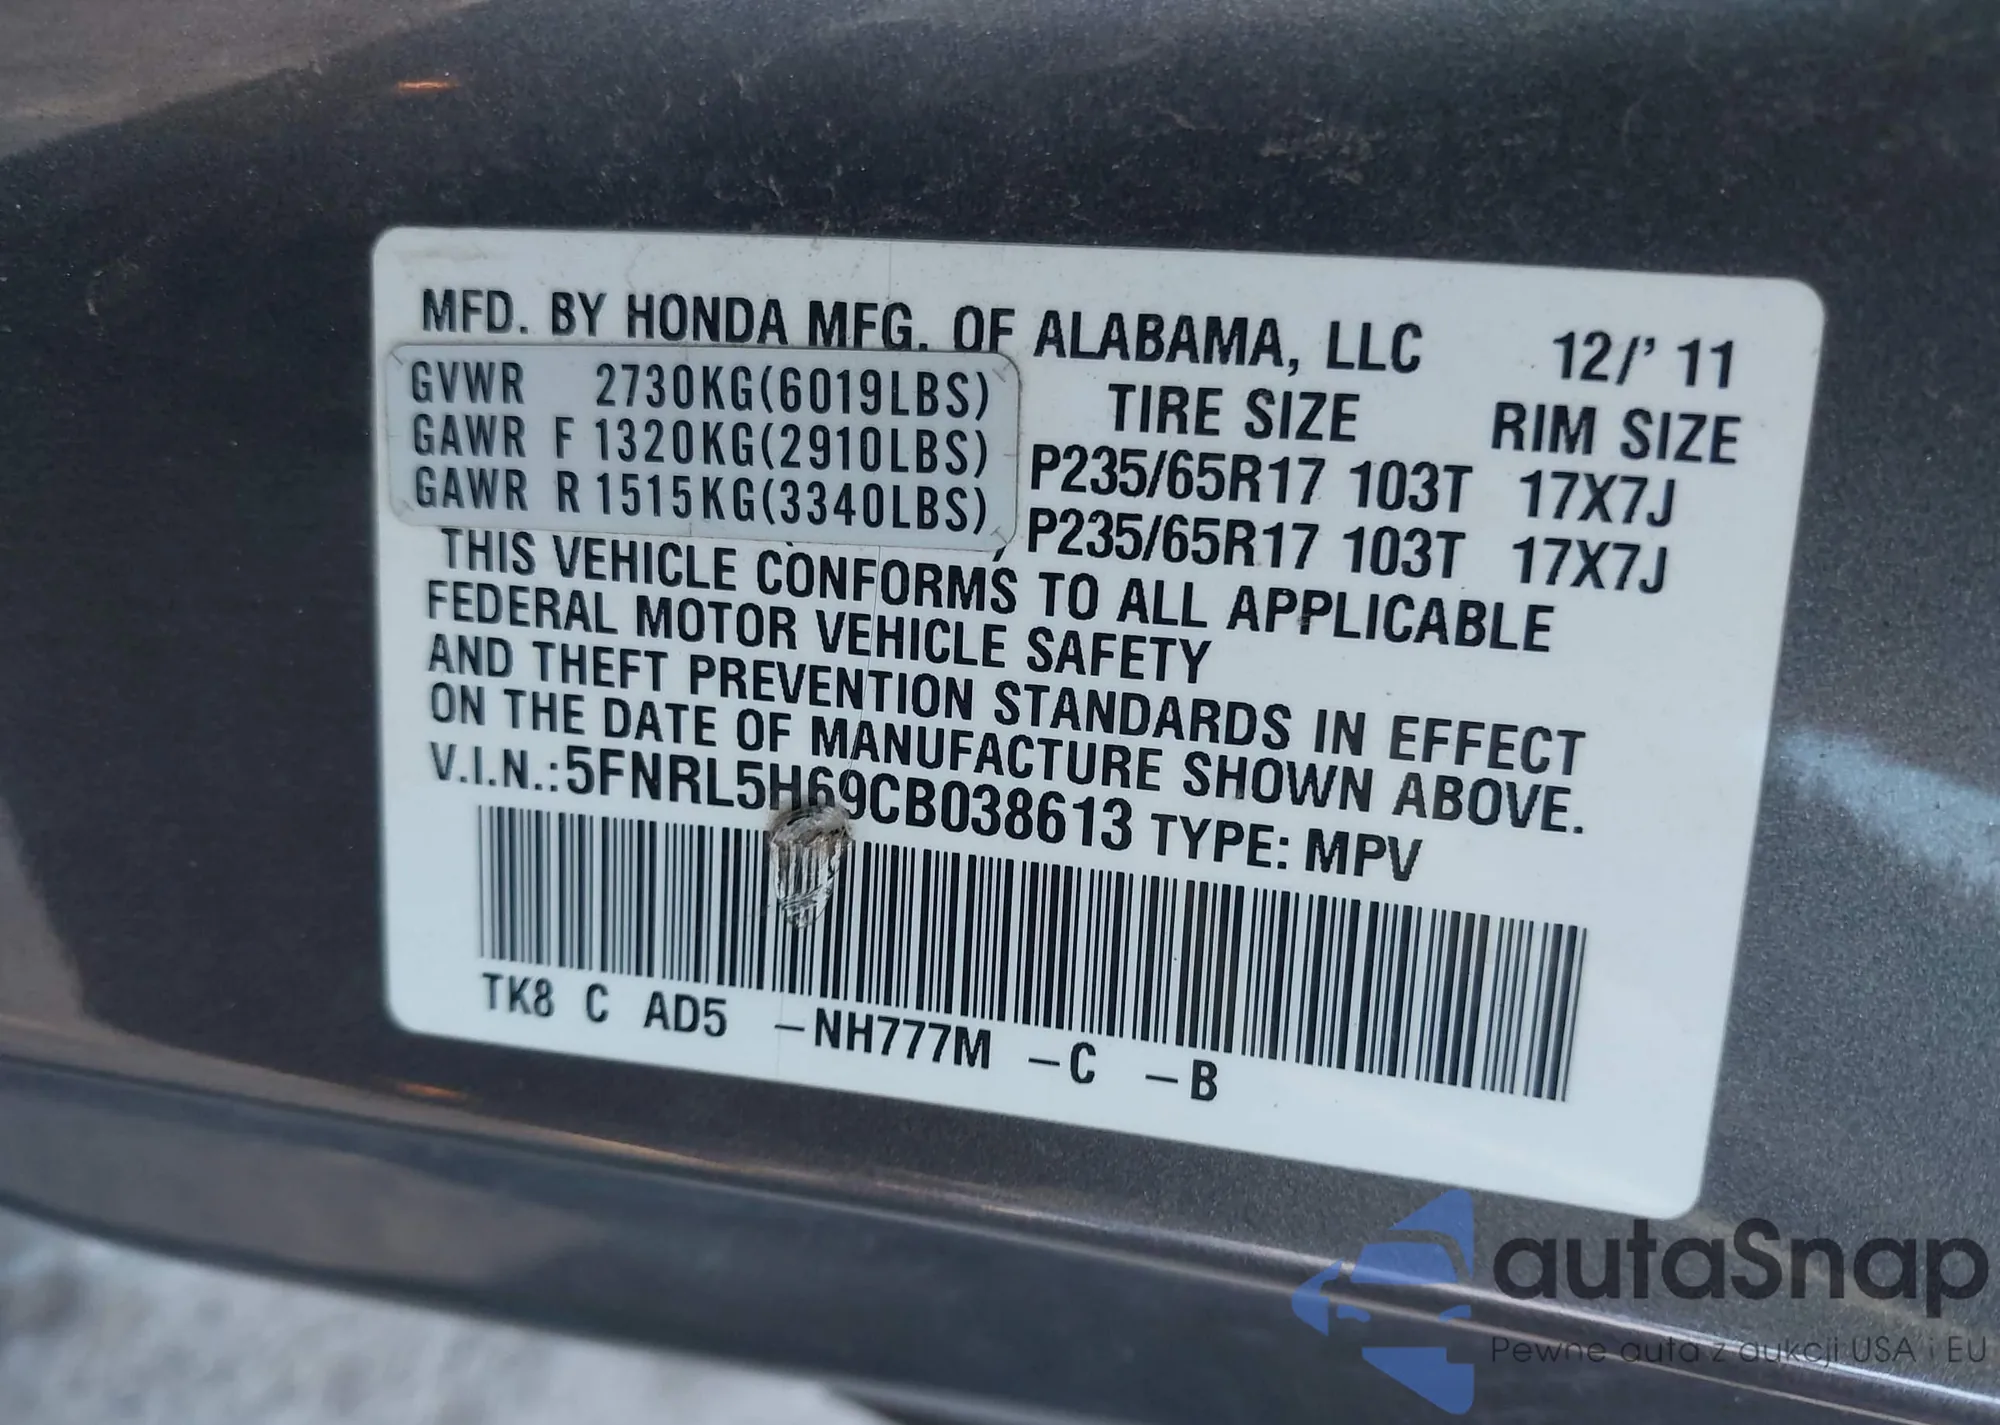 MFD. BY HONDA MFG. OF ALABAMA, LLC 12/' 11
GVWR 2730KG(6019LBS) TIRE SIZE RIM SIZE
GAWR F 1320KG(2910LBS) P235/65R17 103T 17X7J
GAWR R 1515KG(3340LBS) P235/65R17 103T 17X7J
THIS VEHICLE CONFORMS TO ALL APPLICABLE
FEDERAL MOTOR VEHICLE SAFETY
AND THEFT PREVENTION STANDARDS IN EFFECT
ON THE DATE OF MANUFACTURE SHOWN ABOVE.
V.I.N.:5FNRL5H69CB038613 TYPE: MPV
TK8 C AD5 –NH777M –C –B
autaSnap
Pewne auta z aukcji USA i EU